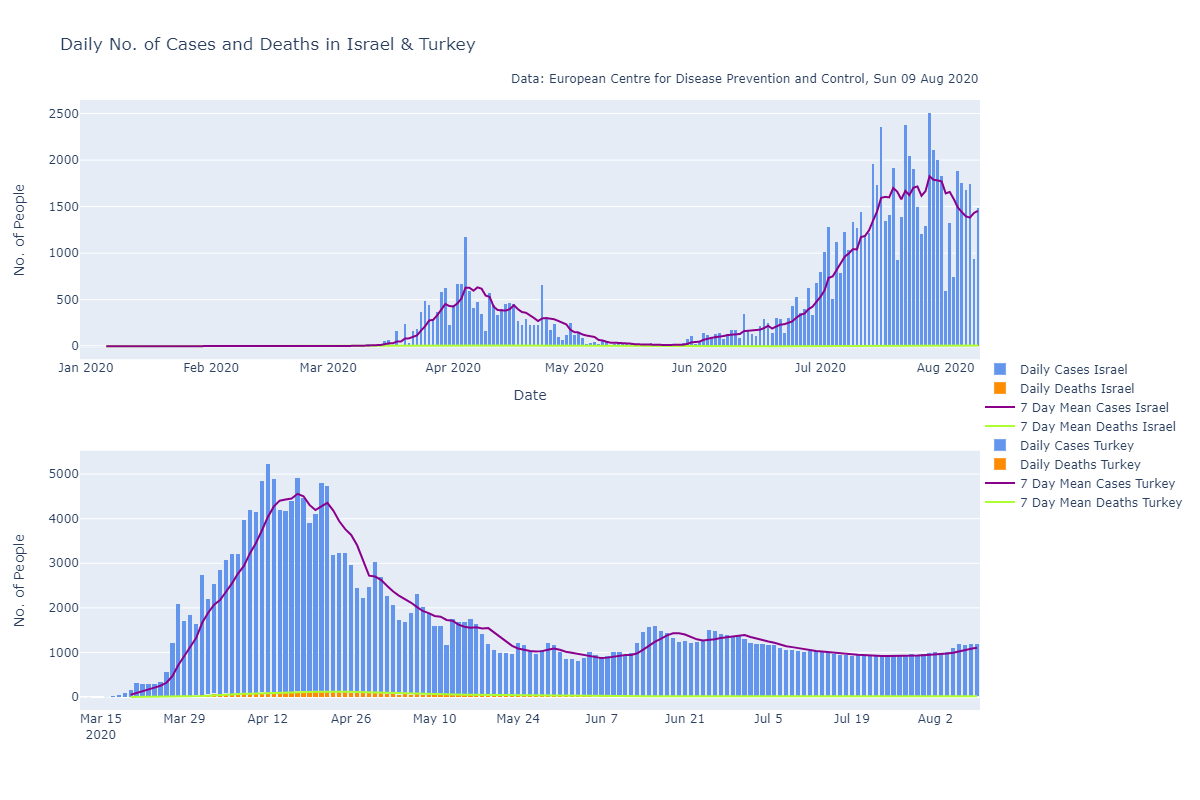 Daily No. of Cases and Deaths in Israel & Turkey
Data: European Centre for Disease Prevention and Control, Sun 09 Aug 2020
No. of People
2500
2000
1500
1000
500
0
Jan 2020 Feb 2020 Mar 2020 Apr 2020 May 2020 Jun 2020 Jul 2020 Aug 2020
Date
Daily Cases Israel
Daily Deaths Israel
7 Day Mean Cases Israel
7 Day Mean Deaths Israel
Daily Cases Turkey
Daily Deaths Turkey
7 Day Mean Cases Turkey
7 Day Mean Deaths Turkey
No. of People
5000
4000
3000
2000
1000
0
Mar 15 Mar 29 Apr 12 Apr 26 May 10 May 24 Jun 7 Jun 21 Jul 5 Jul 19 Aug 2
2020